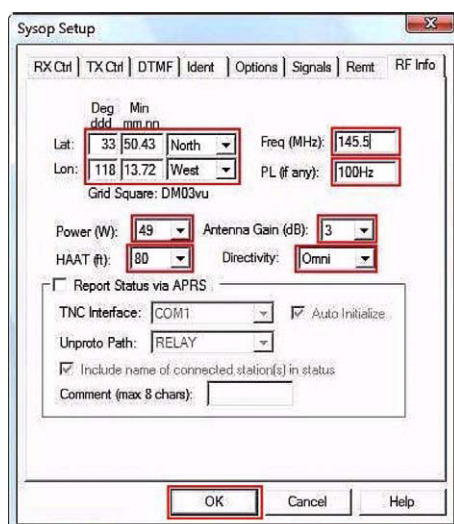 Sysop Setup
RX Ctrl TX Ctrl DTMF Ident Options Signals Remt RF Info
Deg Min
ddd mm.nn
Lat: 33 50.43 North Freq (MHz): 145.5
Lon: 118 13.72 West PL (if any): 100Hz
Grid Square: DM03vu
Power (W): 49 Antenna Gain (dB): 3
HAAT (ft): 80 Directivity: Omni
Report Status via APRS
TNC Interface: COM1 Auto Initialize
Unproto Path: RELAY
Include name of connected station(s) in status
Comment (max 8 chars):
OK Cancel Help